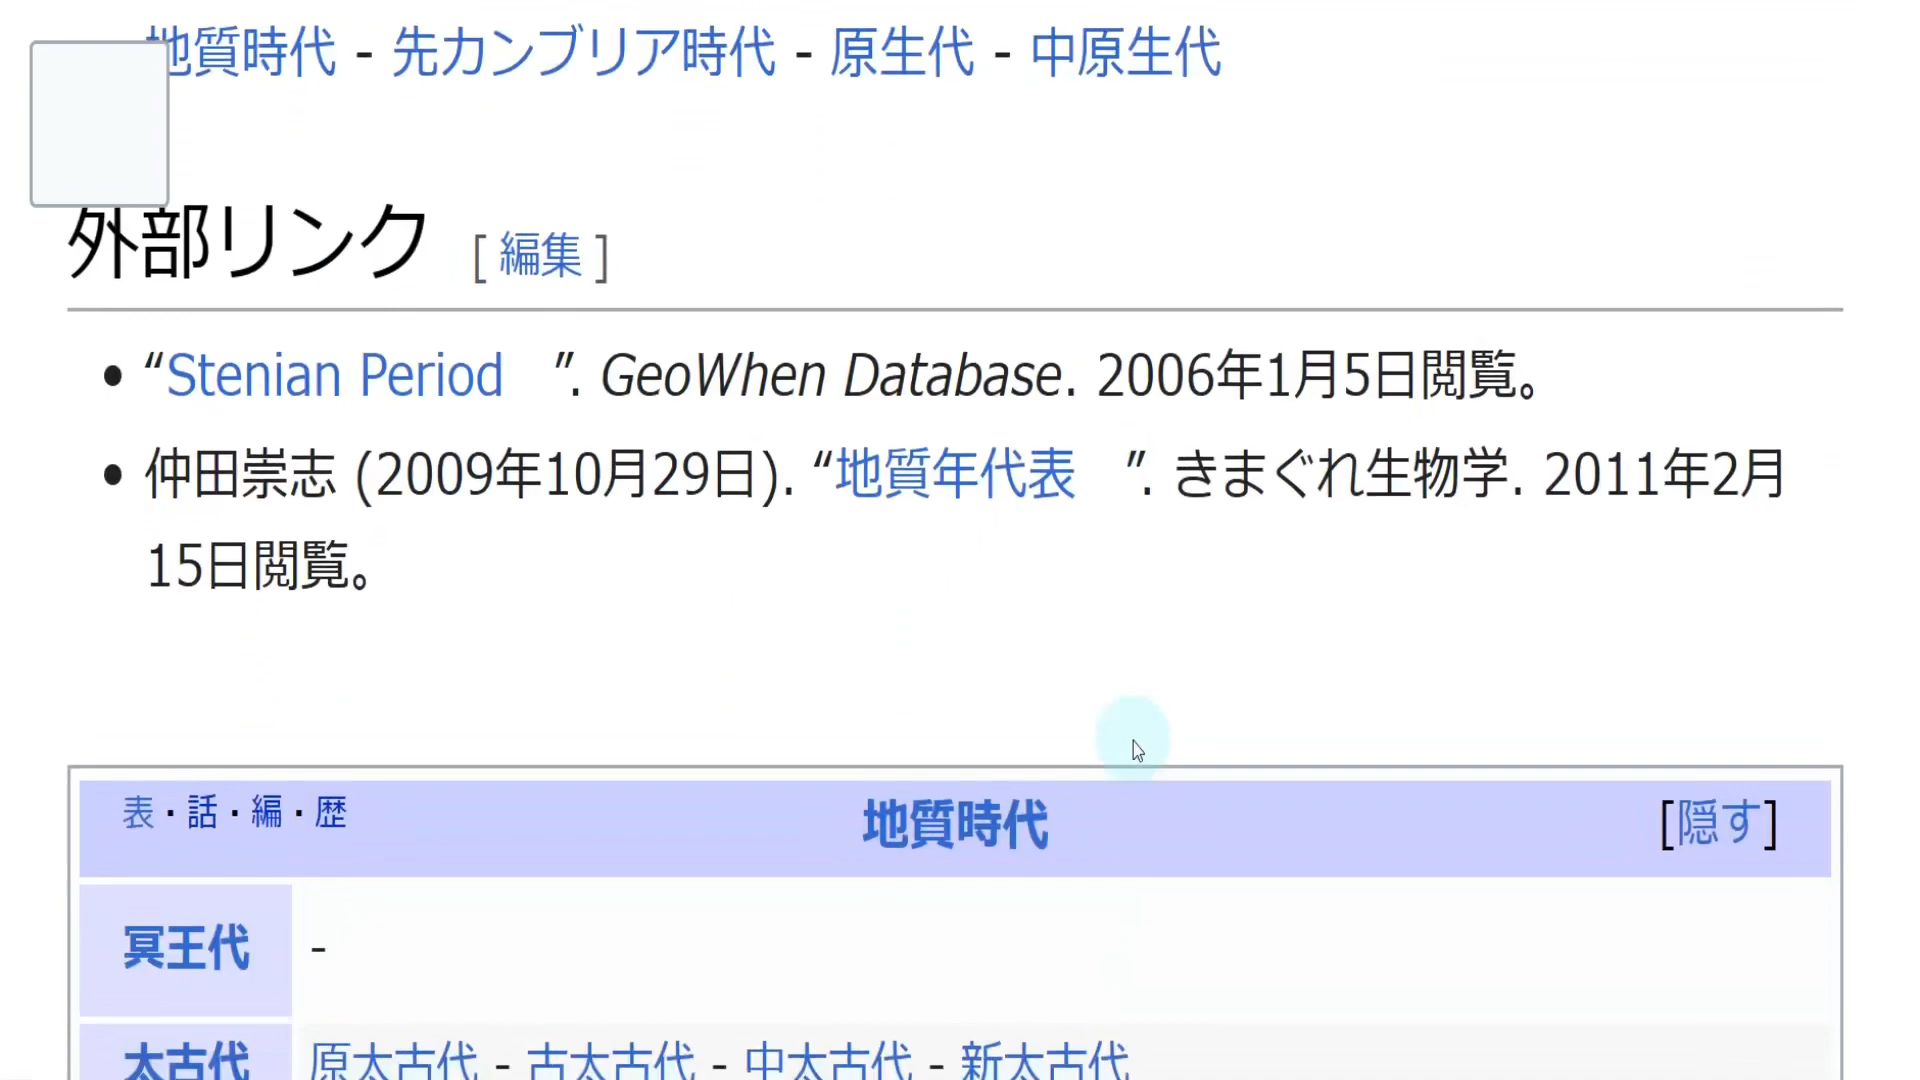 地質時代 - 先カンブリア時代 - 原生代 - 中原生代
外部リンク [ 編集 ]
• “Stenian Period ”. GeoWhen Database. 2006年1月5日閲覧。
• 仲田崇志 (2009年10月29日). “地質年代表 ”. きまぐれ生物学. 2011年2月
15日閲覧。
表・話・編・歴 地質時代 [隠す]
冥王代 -
太古代 原太古代 - 古太古代 - 中太古代 - 新太古代